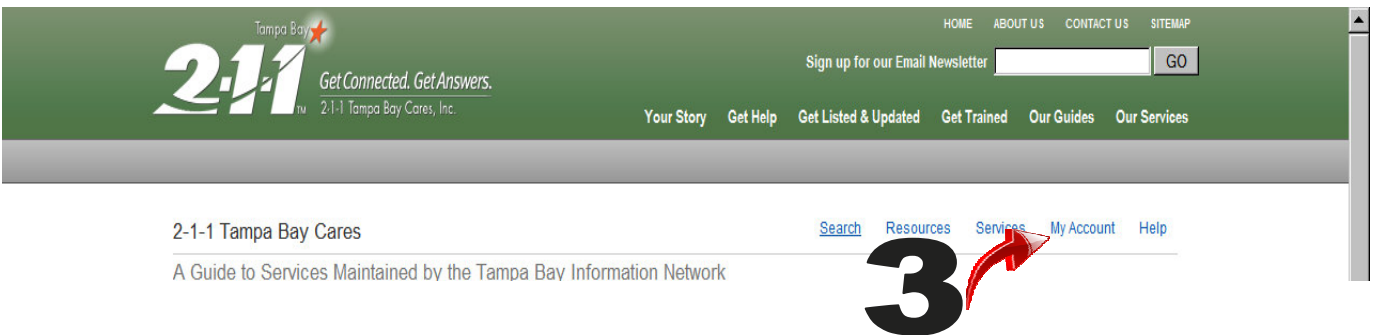 Tampa Bay
HOME ABOUT US CONTACT US SITEMAP
2-1-1 TM
Get Connected. Get Answers.
2-1-1 Tampa Bay Cares, Inc.
Sign up for our Email Newsletter GO
Your Story Get Help Get Listed & Updated Get Trained Our Guides Our Services
2-1-1 Tampa Bay Cares
Search Resources Services My Account Help
A Guide to Services Maintained by the Tampa Bay Information Network
3